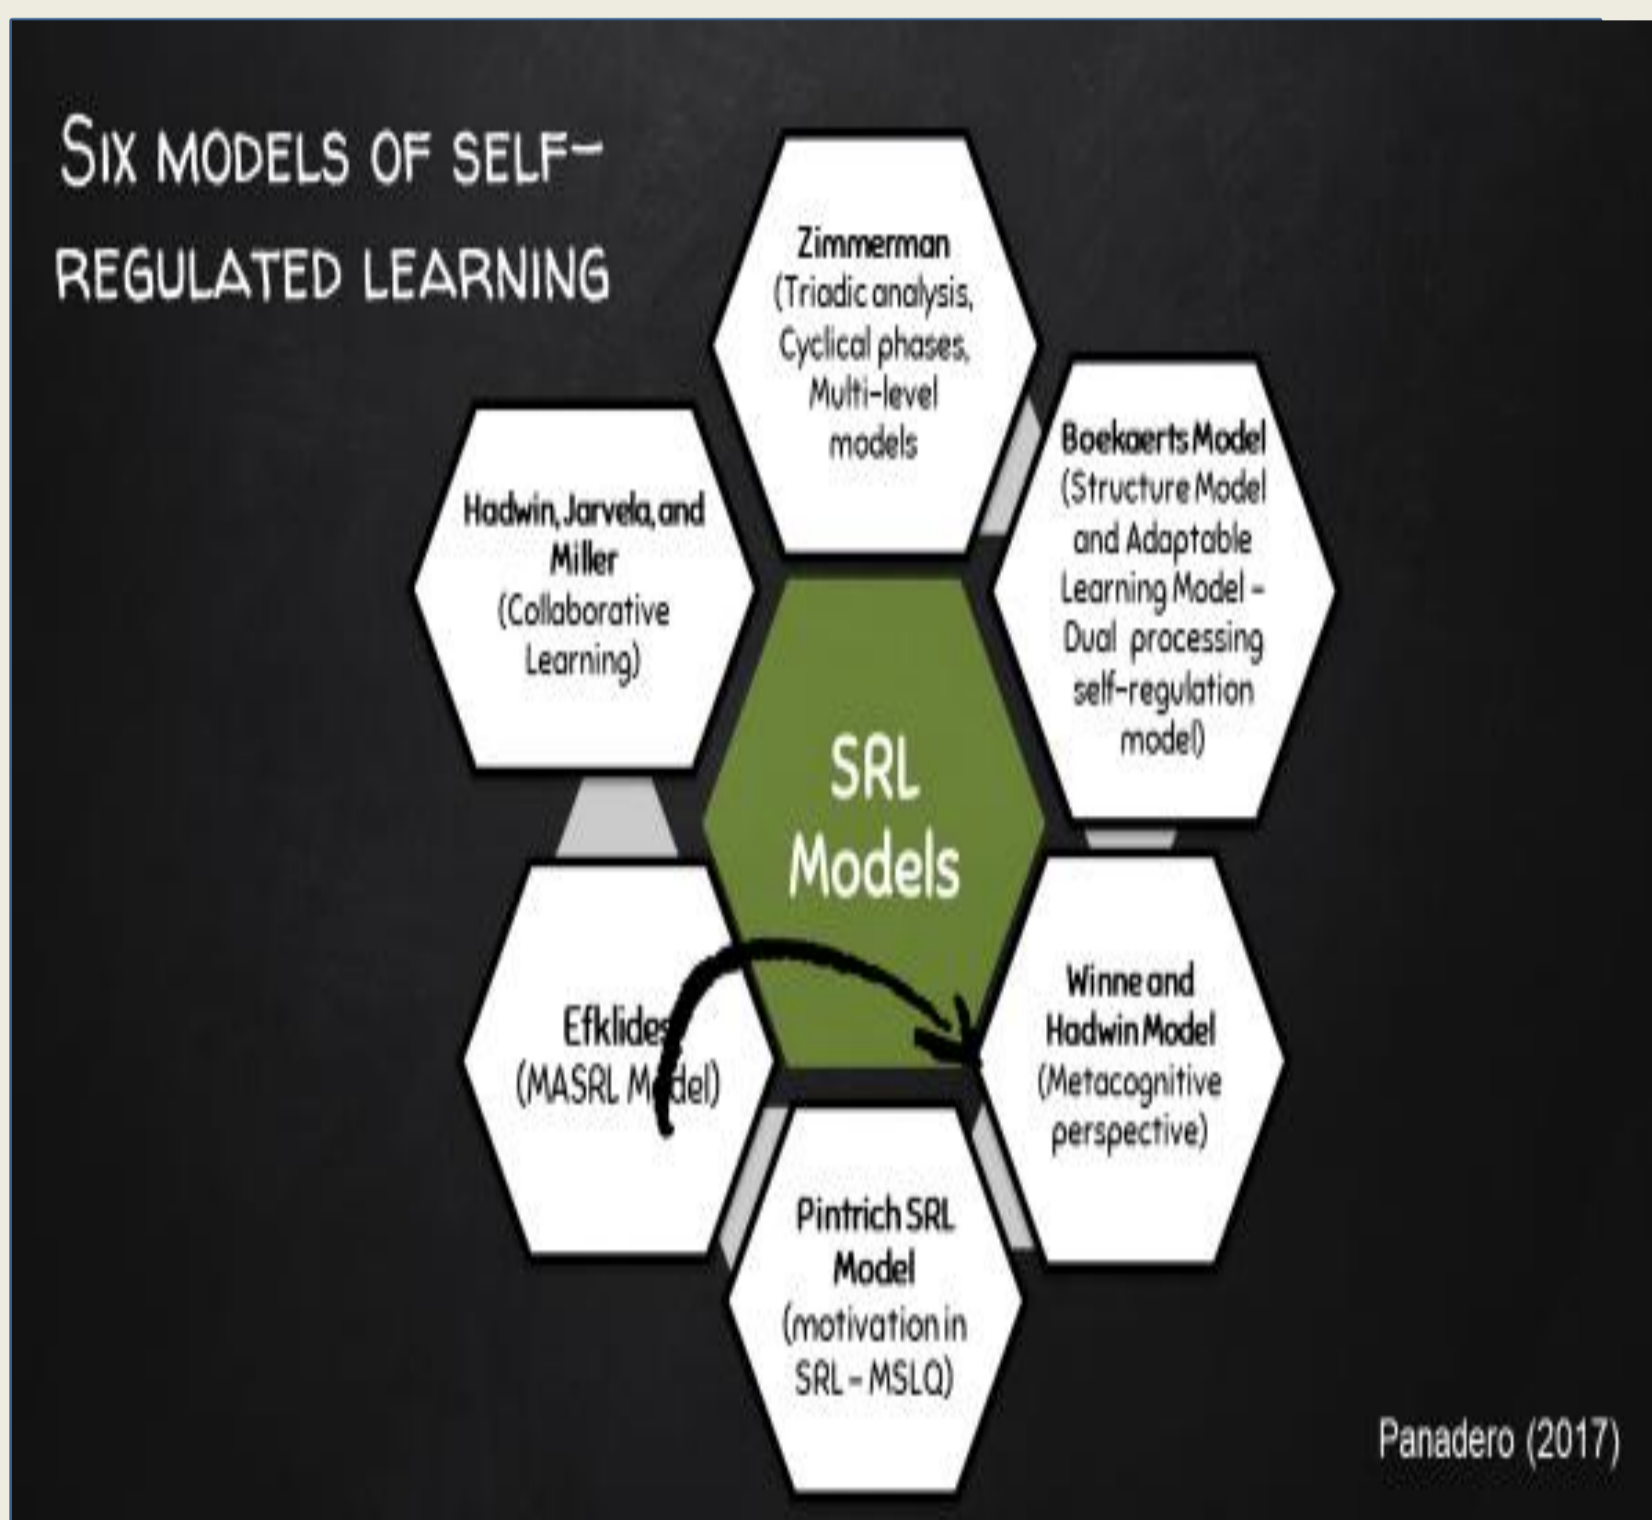 Six models of self-
regulated learning
Zimmerman
(Triadic analysis,
Cyclical phases,
Multi-level
models
Boekaerts Model
(Structure Model
and Adaptable
Learning Model -
Dual processing
self-regulation
model)
Hadwin, Jarvela, and
Miller
(Collaborative
Learning)
SRL
Models
Efklides
(MASRL Model)
Winne and
Hadwin Model
(Metacognitive
perspective)
Pintrich SRL
Model
(motivation in
SRL - MSLQ)
Panadero (2017)